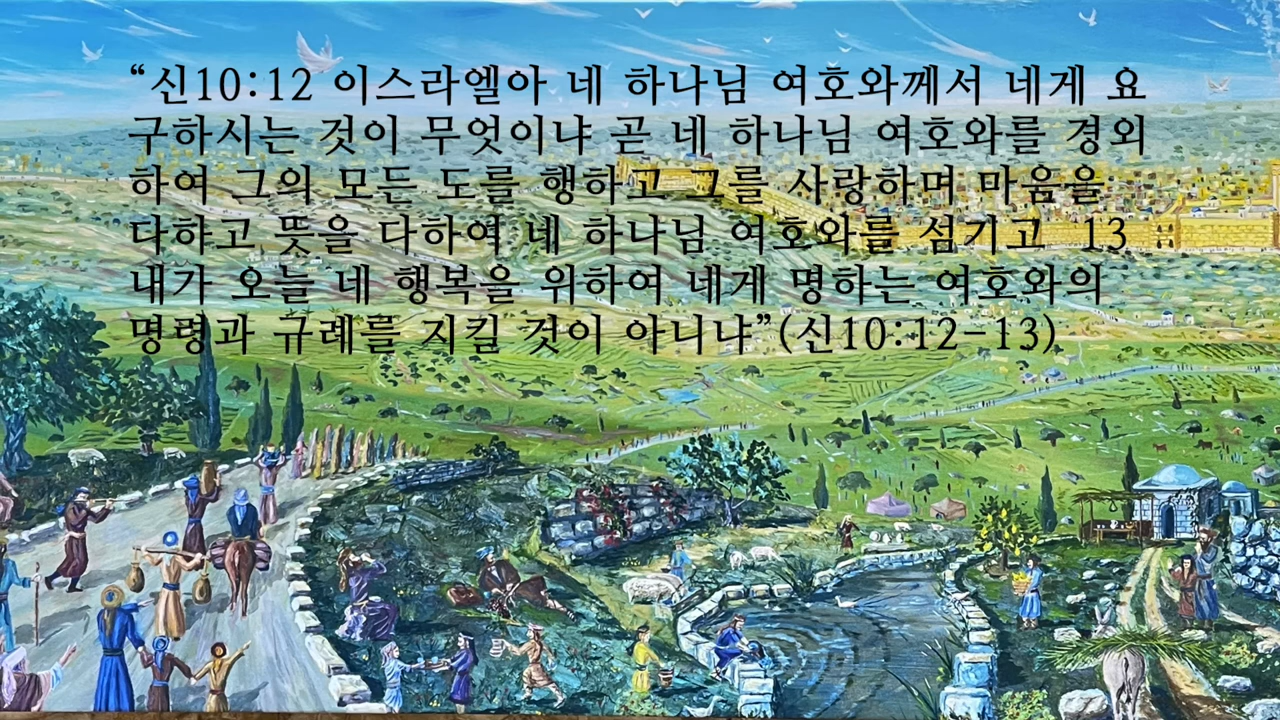 “신10:12 이스라엘아 네 하나님 여호와께서 네게 요
구하시는 것이 무엇이냐 곧 네 하나님 여호와를 경외
하여 그의 모든 도를 행하고 그를 사랑하며 마음을
다하고 뜻을 다하여 네 하나님 여호와를 섬기고 13
내가 오늘 네 행복을 위하여 네게 명하는 여호와의
명령과 규례를 지킬 것이 아니냐”(신10:12-13)